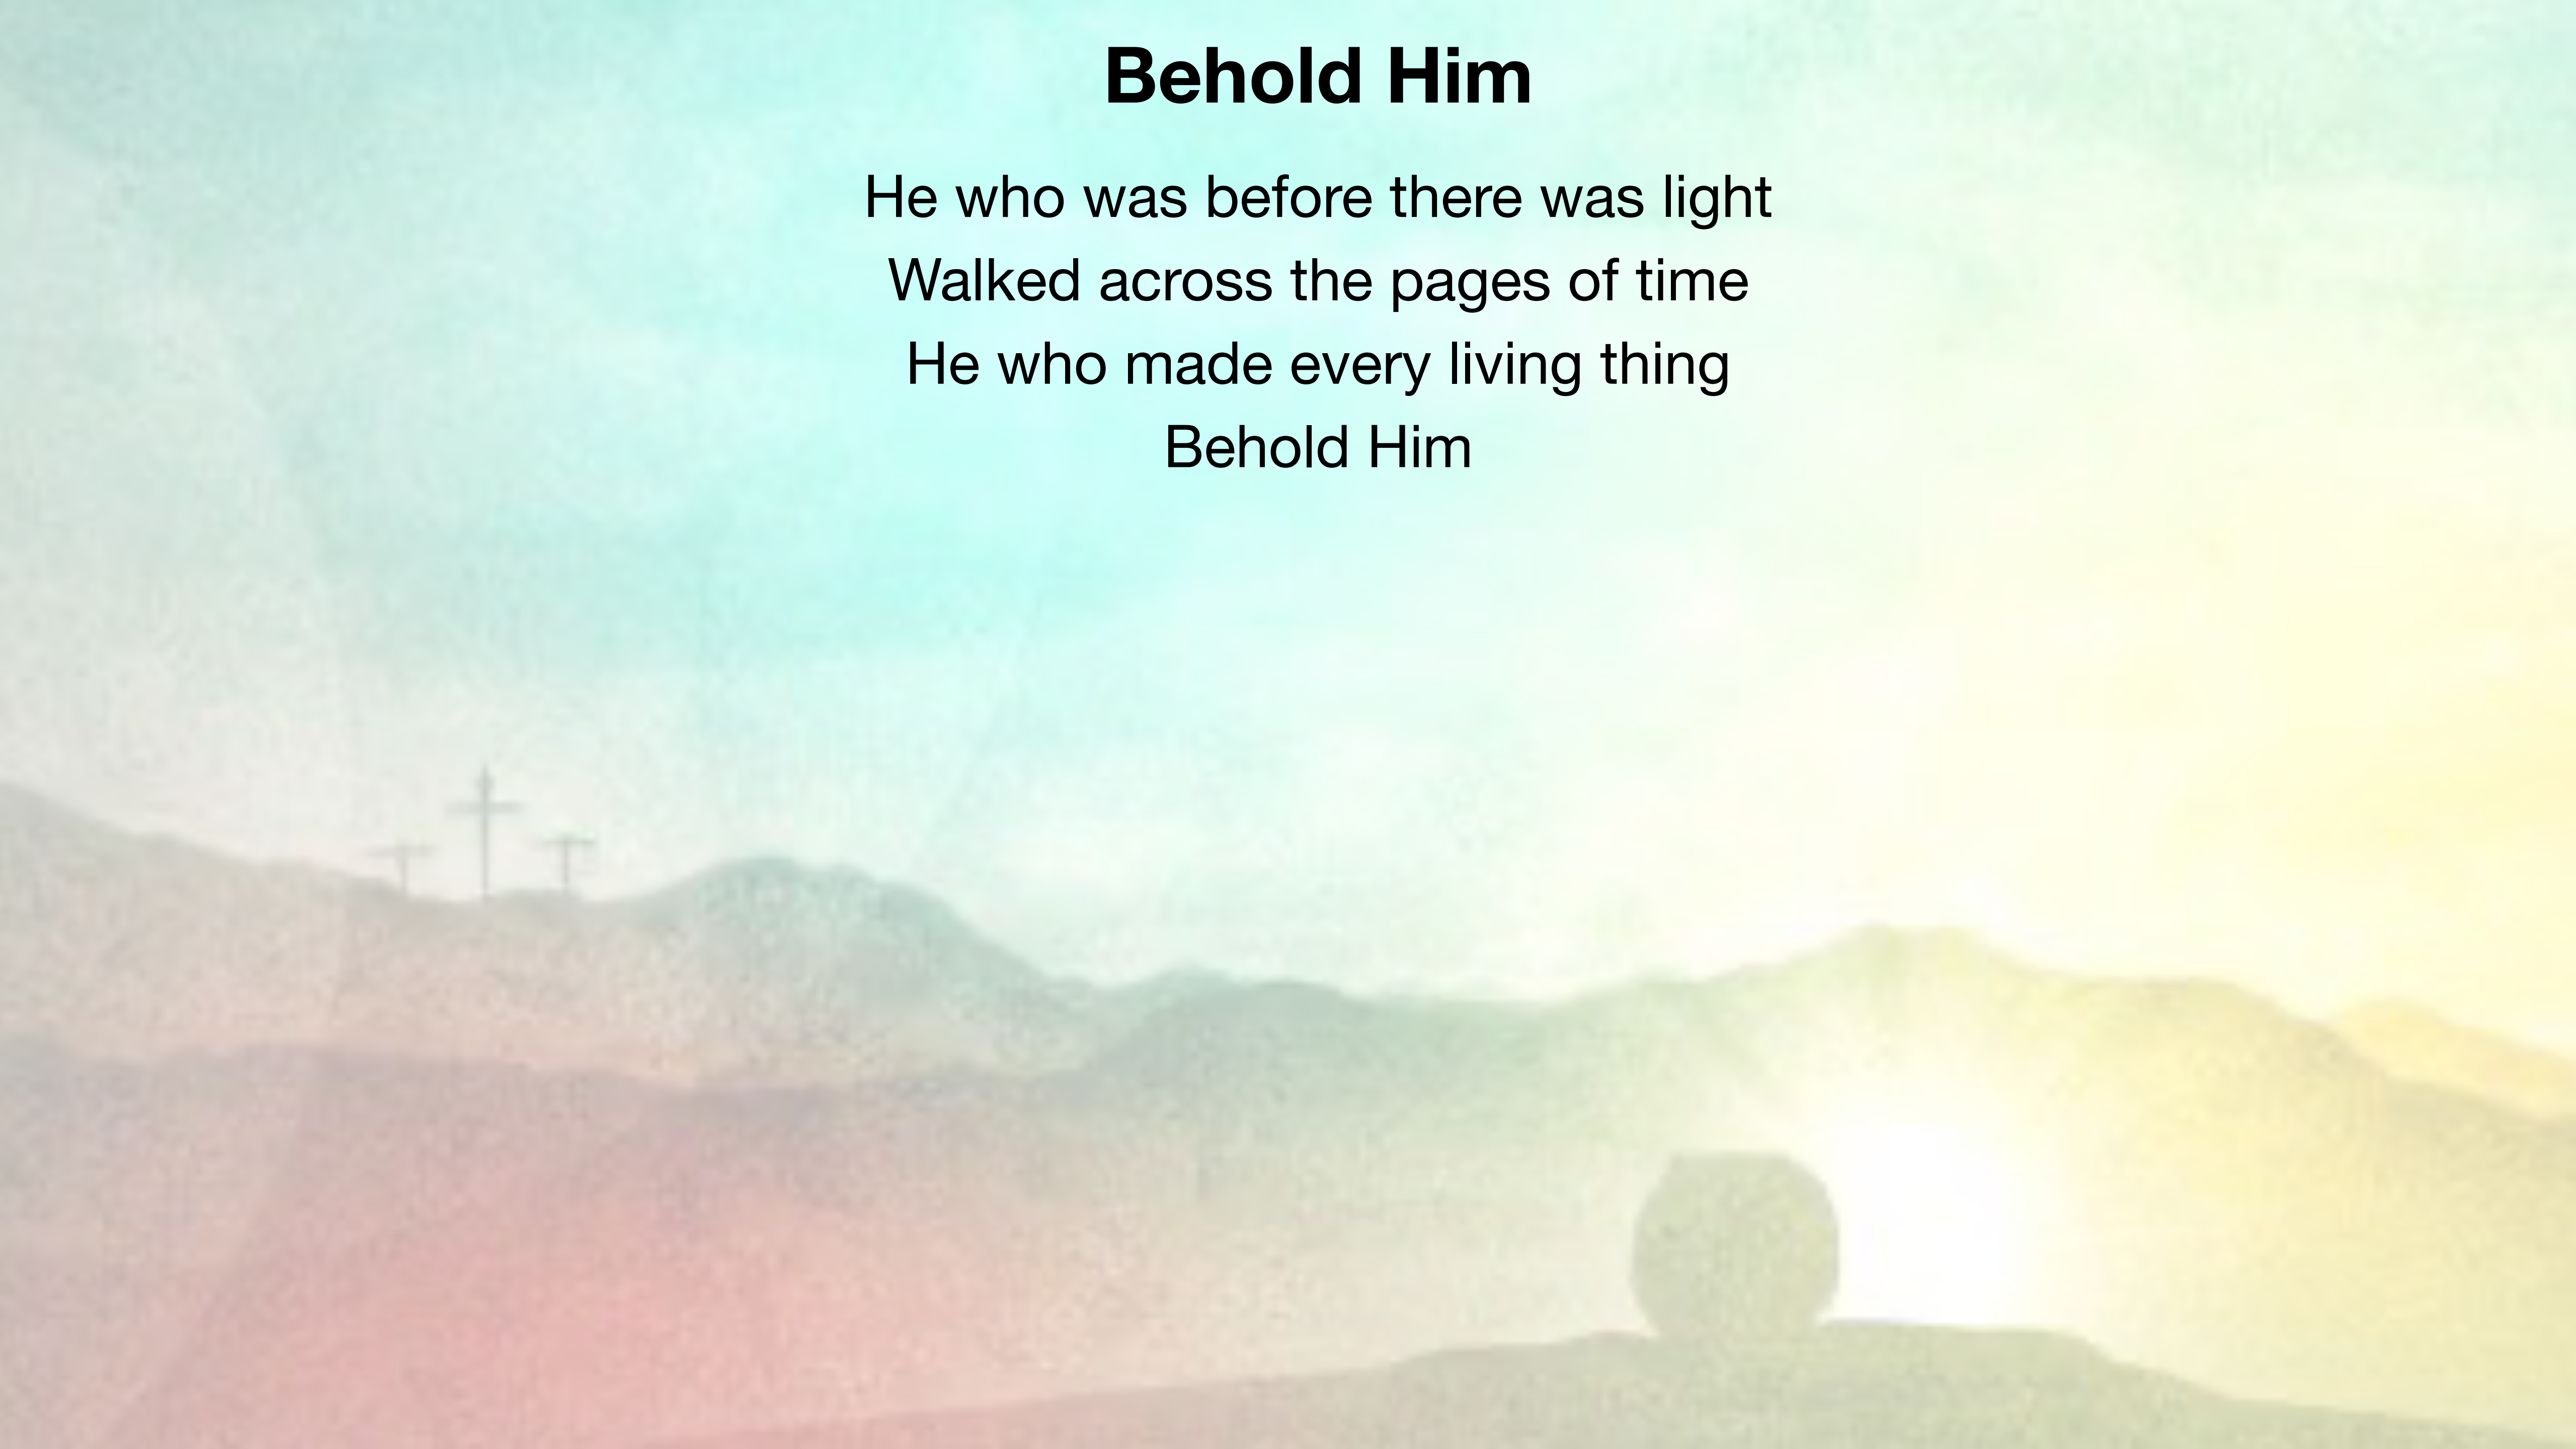 Behold Him
He who was before there was light
Walked across the pages of time
He who made every living thing
Behold Him